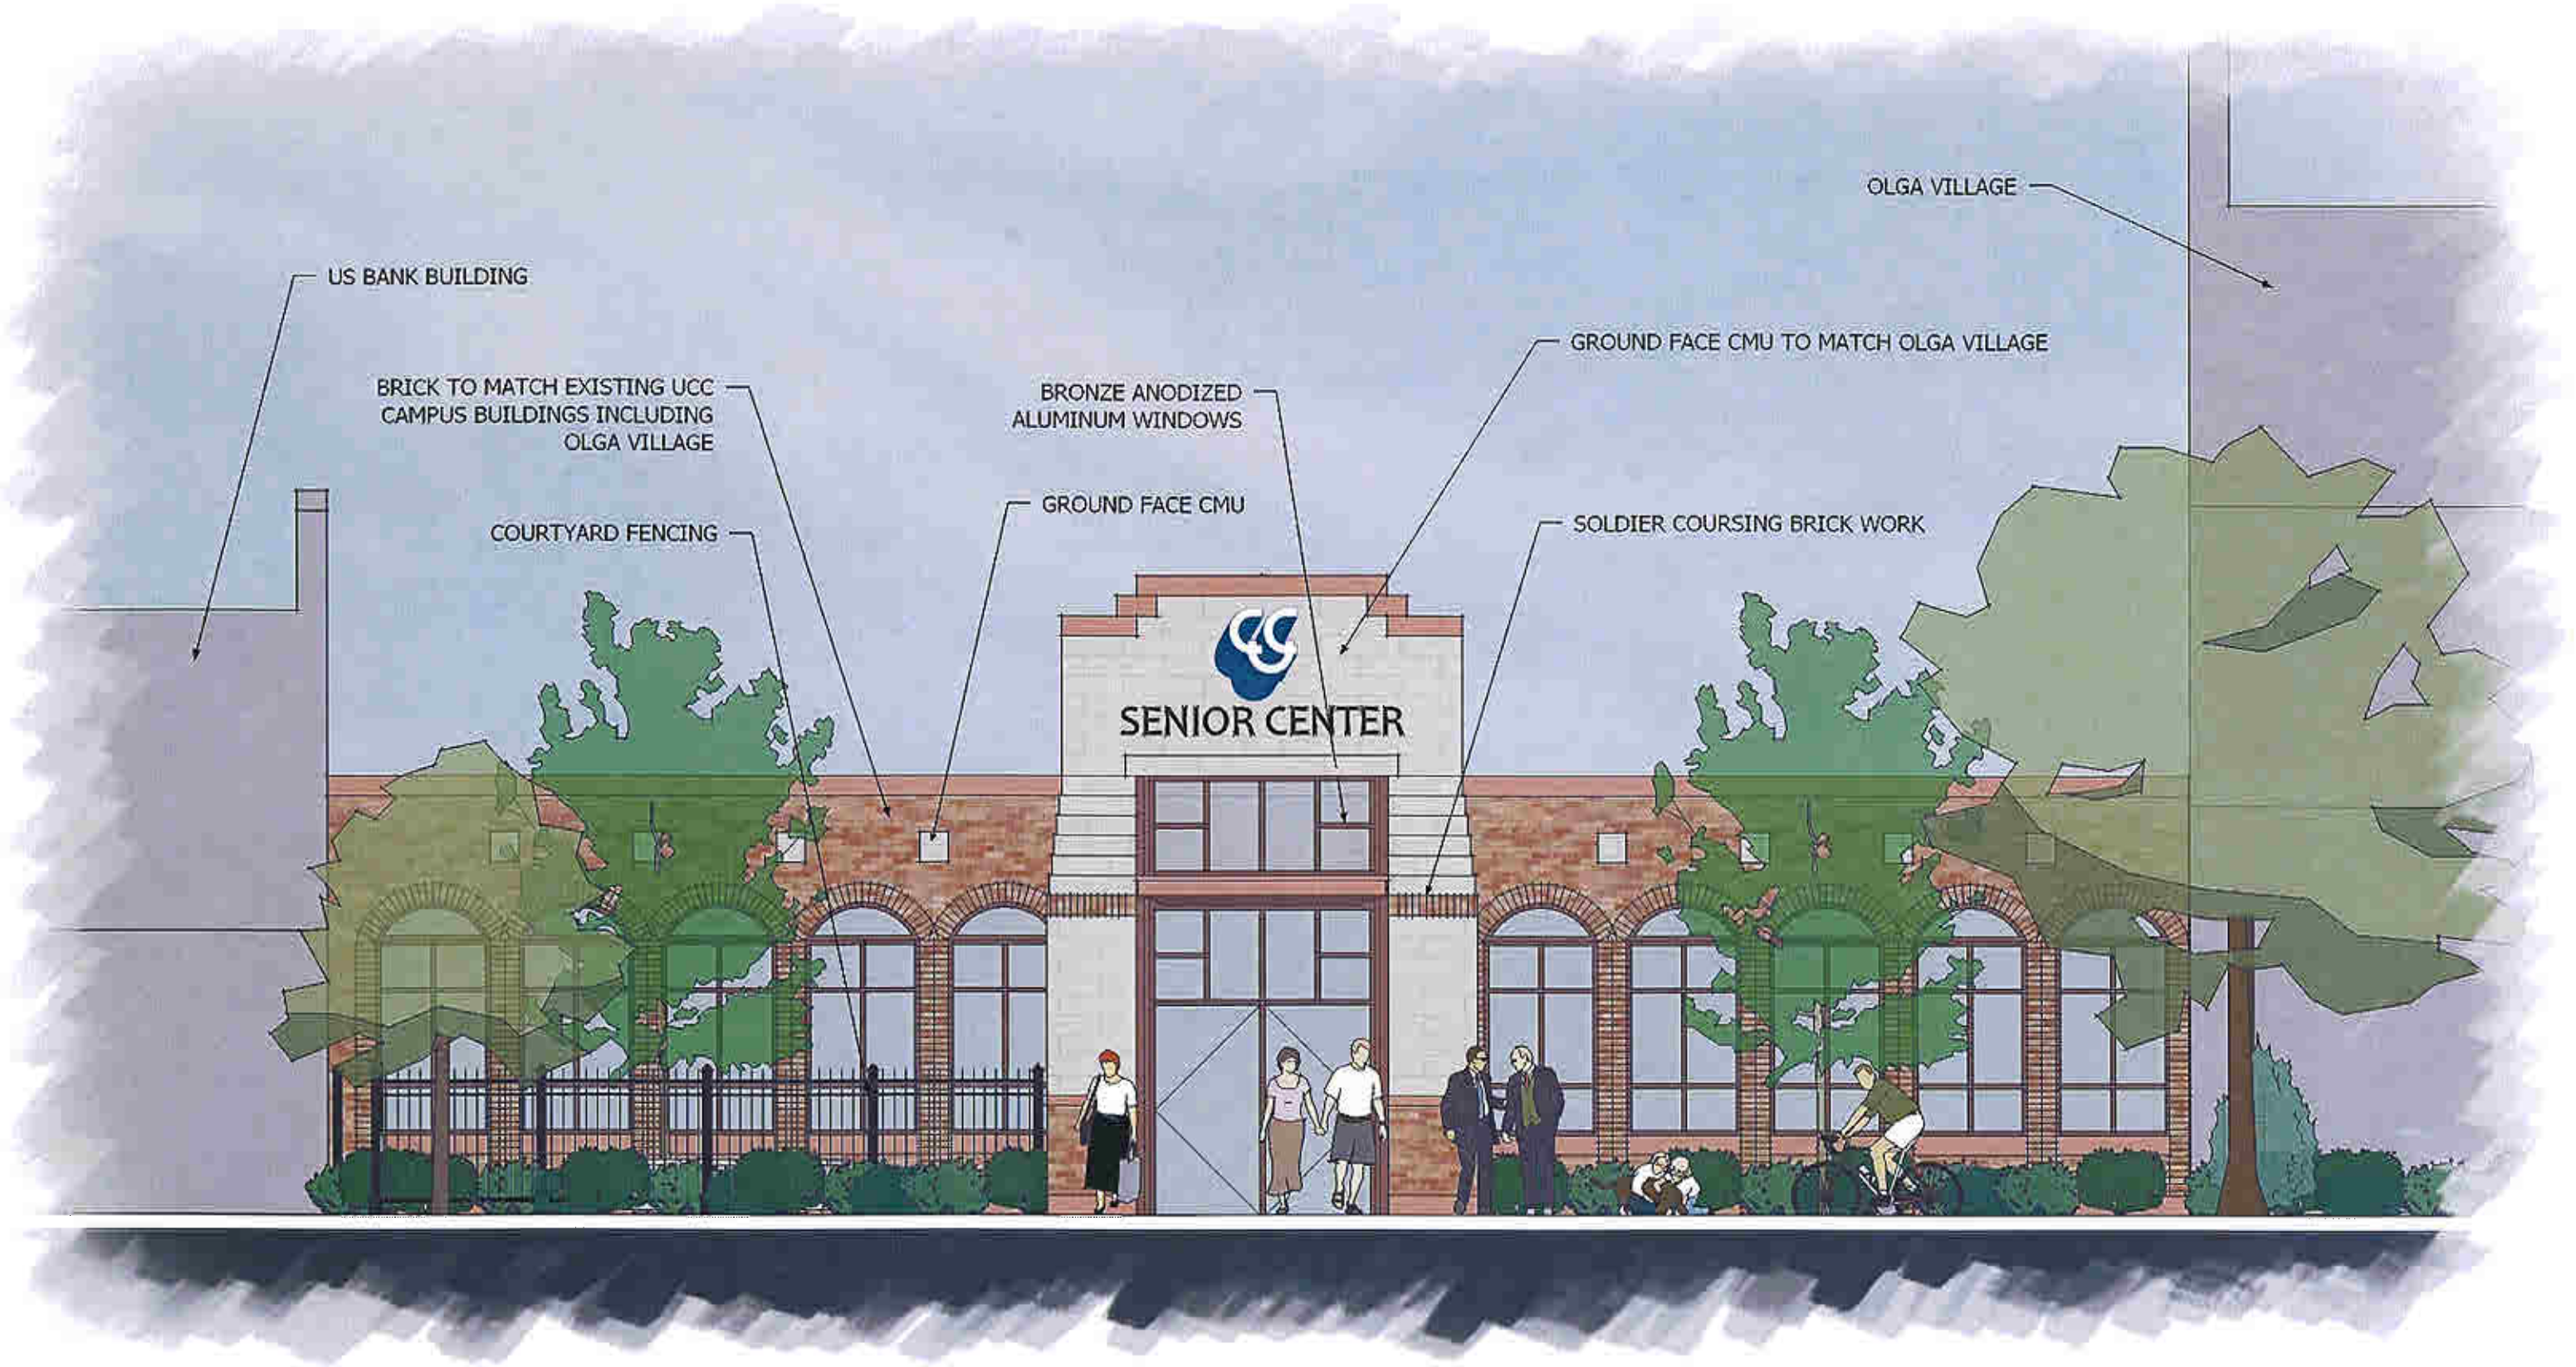 OLGA VILLAGE
US BANK BUILDING
GROUND FACE CMU TO MATCH OLGA VILLAGE
BRICK TO MATCH EXISTING UCC
CAMPUS BUILDINGS INCLUDING
OLGA VILLAGE
BRONZE ANODIZED
ALUMINUM WINDOWS
GROUND FACE CMU
SOLDIER COURSING BRICK WORK
COURTYARD FENCING
SENIOR CENTER